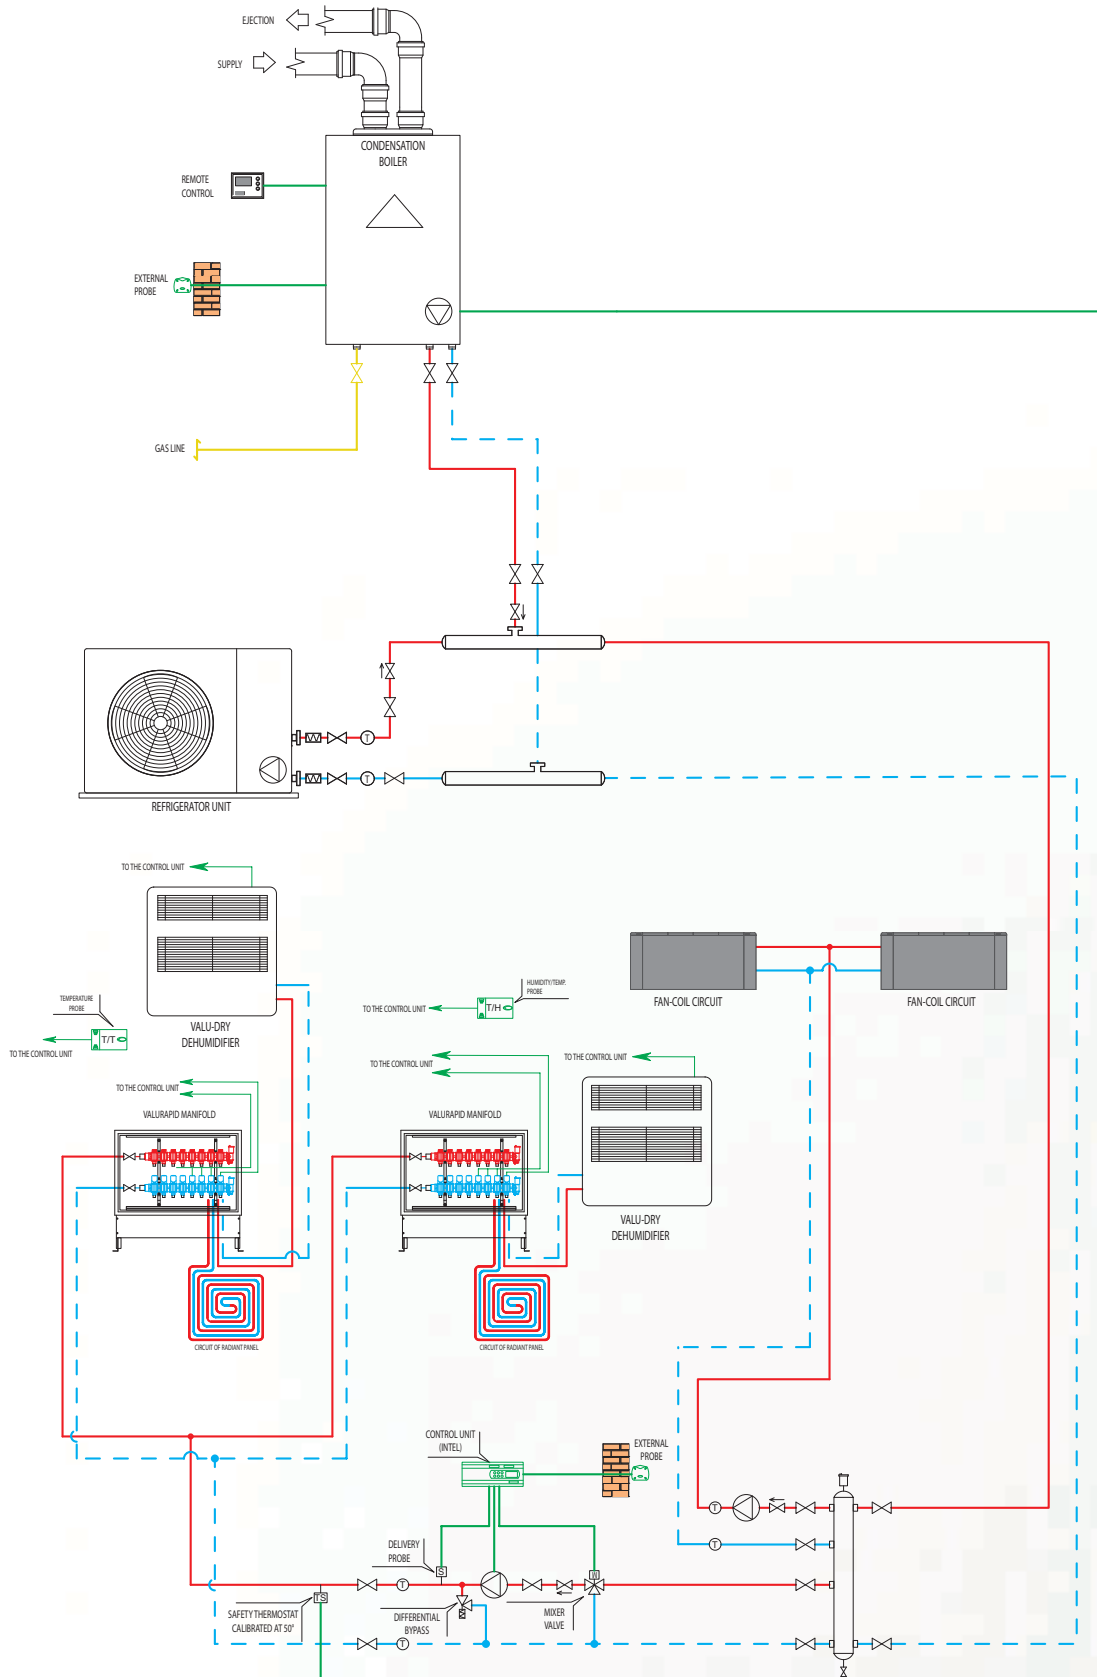 EJECTION
SUPPLY
CONDENSATION
BOILER
REMOTE
CONTROL
EXTERNAL
PROBE
GAS LINE
T
T
REFRIGERATOR UNIT
TO THE CONTROL UNIT
TEMPERATURE
PROBE
T/T
TO THE CONTROL UNIT
VALU-DRY
DEHUMIDIFIER
HUMIDITY/TEMP.
PROBE
T/H
TO THE CONTROL UNIT
FAN-COIL CIRCUIT
FAN-COIL CIRCUIT
TO THE CONTROL UNIT
TO THE CONTROL UNIT
TO THE CONTROL UNIT
VALURAPID MANIFOLD
VALURAPID MANIFOLD
VALU-DRY
DEHUMIDIFIER
CIRCUIT OF RADIANT PANEL
CIRCUIT OF RADIANT PANEL
CONTROL UNIT
(INTEL)
EXTERNAL
PROBE
T
T
DELIVERY
PROBE
S
M
T
TS
SAFETY THERMOSTAT
CALIBRATED AT 50°
DIFFERENTIAL
BYPASS
MIXER
VALVE
T